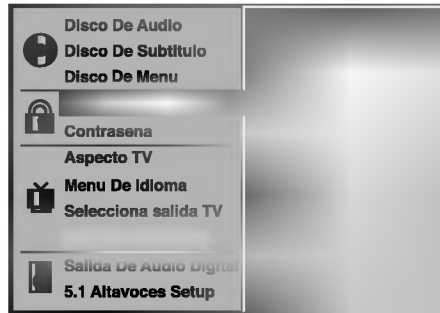 Disco De Audio
Disco De Subtitulo
Disco De Menu
Contrasena
Aspecto TV
Menu De idioma
Selecciona salida TV
Salida De Audio Digital
5.1 Altavoces Setup